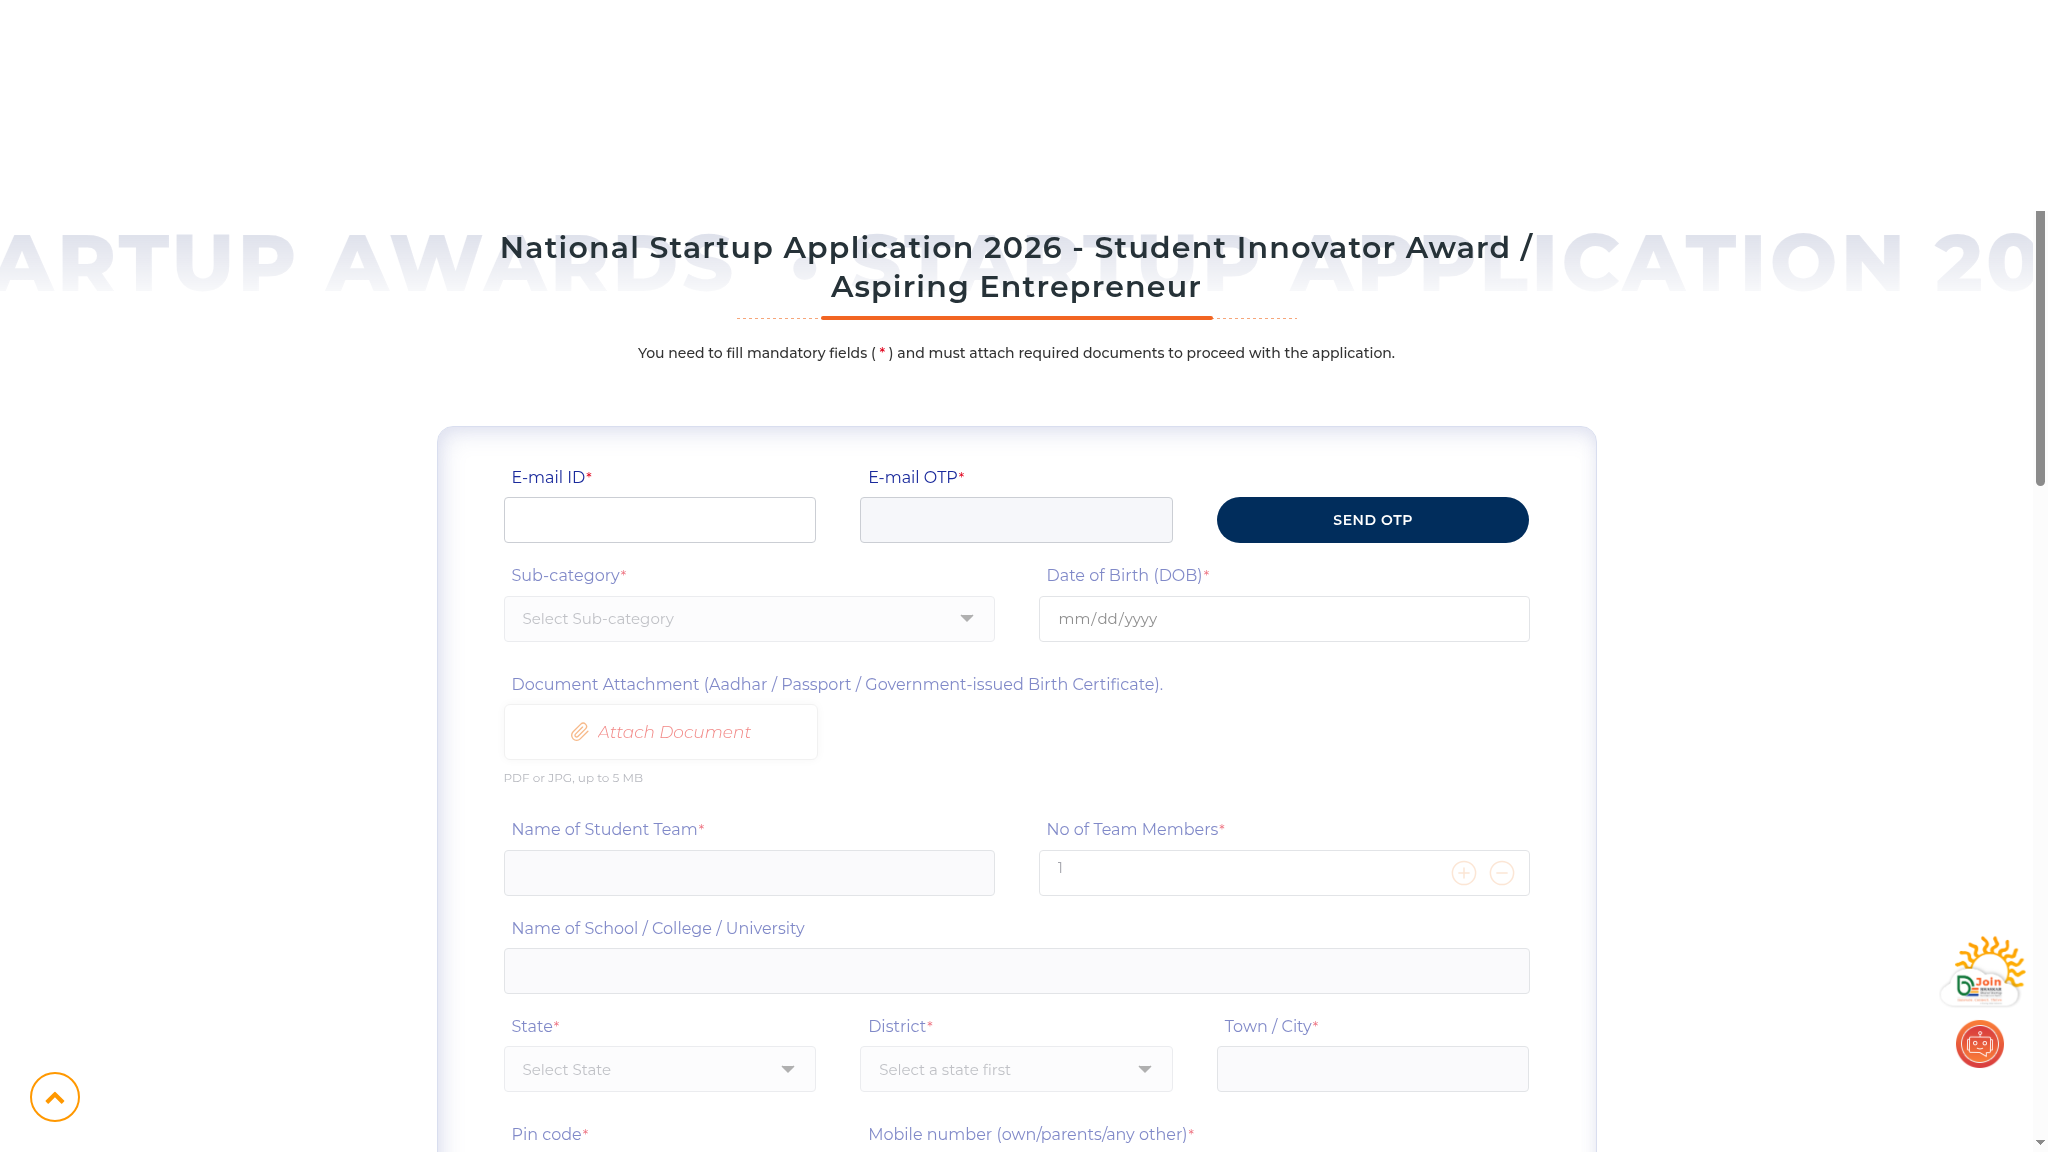 ARTUP AWARDS • STARTUP APPLICATION 20
National Startup Application 2026 - Student Innovator Award /
Aspiring Entrepreneur
You need to fill mandatory fields ( * ) and must attach required documents to proceed with the application.
E-mail ID*
E-mail OTP*
SEND OTP
Sub-category*
Date of Birth (DOB)*
Select Sub-category
mm/dd/yyyy
Document Attachment (Aadhar / Passport / Government-issued Birth Certificate).
Attach Document
PDF or JPG, up to 5 MB
Name of Student Team*
No of Team Members*
1
Name of School / College / University
Join
State*
District*
Town / City*
Select State
Select a state first
Pin code*
Mobile number (own/parents/any other)*